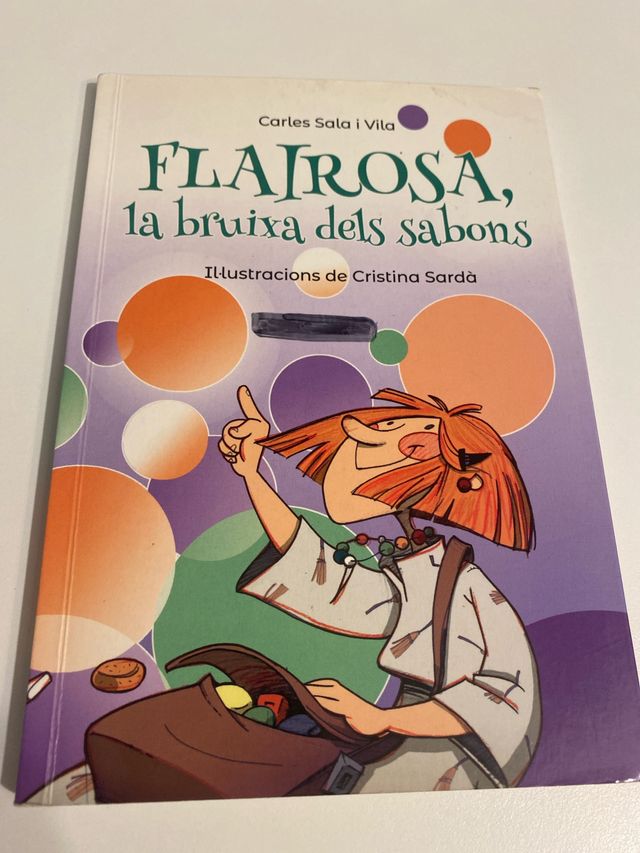 Carles Sala i Vila
FLAIROSA,
la bruixa dels sabons
Il·lustracions de Cristina Sardà